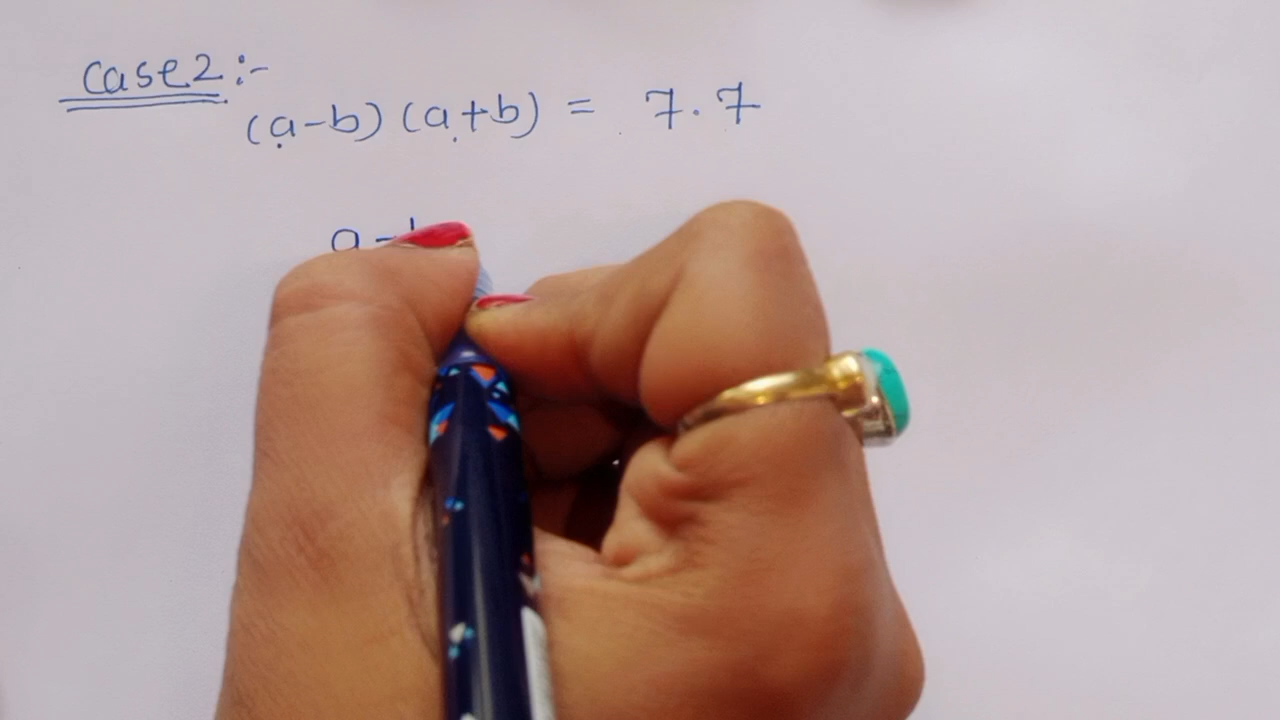 Case2:-
(a-b) (a+b) = 7.7
a-